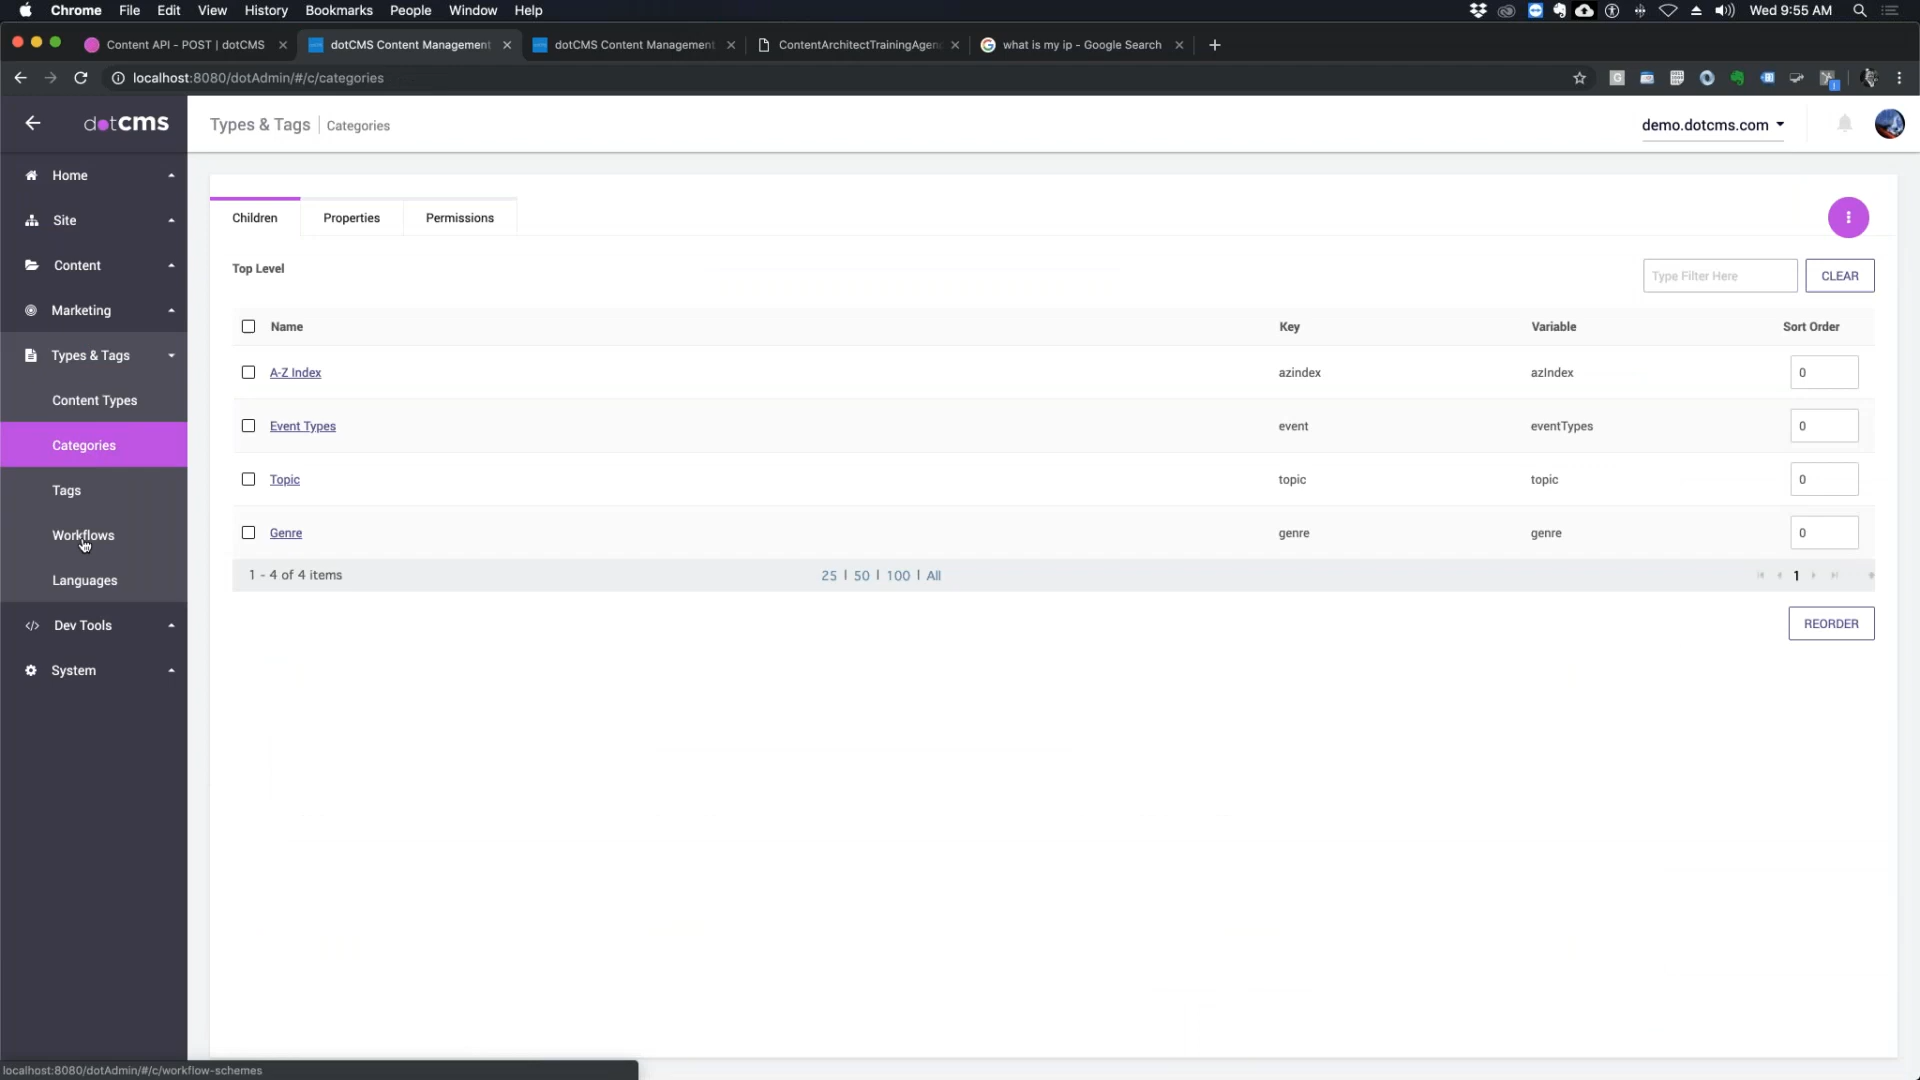 Chrome File Edit View History Bookmarks People Window Help Wed 9:55 AM
Content API - POST | dotCMS dotCMS Content Management dotCMS Content Management ContentArchitectTrainingAgen what is my ip - Google Search
localhost:8080/dotAdmin/#/c/categories
dotCMS Types & Tags Categories demo.dotcms.com
Home
Site
Content
Marketing
Types & Tags
Content Types
Categories
Tags
Workflows
Languages
Dev Tools
System
Children Properties Permissions
Top Level Type Filter Here CLEAR
Name Key Variable Sort Order
A-Z Index azindex azIndex 0
Event Types event eventTypes 0
Topic topic topic 0
Genre genre genre 0
1 - 4 of 4 items 25 | 50 | 100 | All 1
REORDER
localhost:8080/dotAdmin/#/c/workflow-schemes